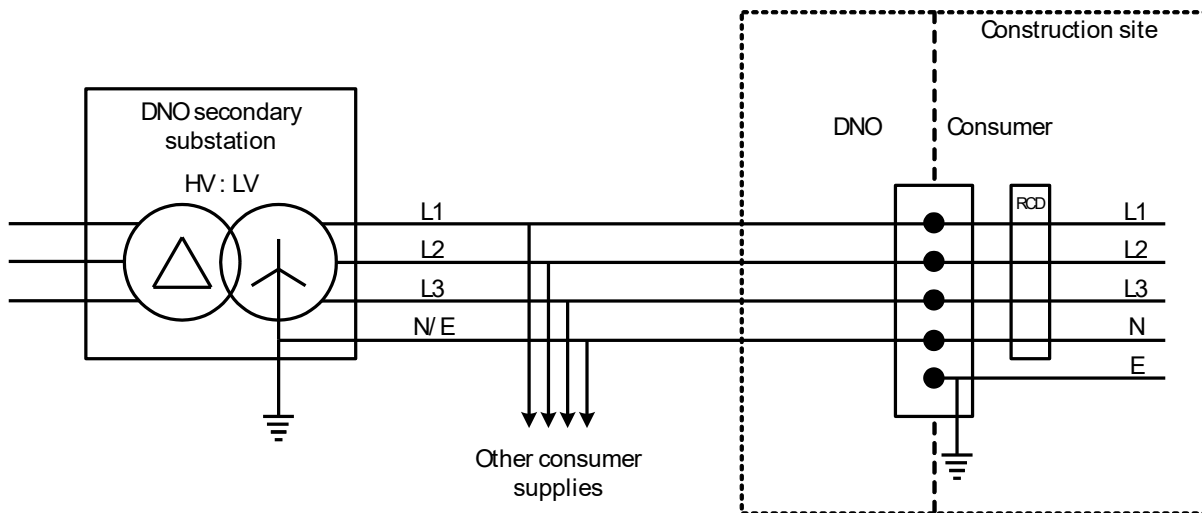 Construction site
DNO secondary
substation
HV : LV
DNO
Consumer
RCD
L1
L2
L3
N/ E
L1
L2
L3
N
E
Other consumer
supplies